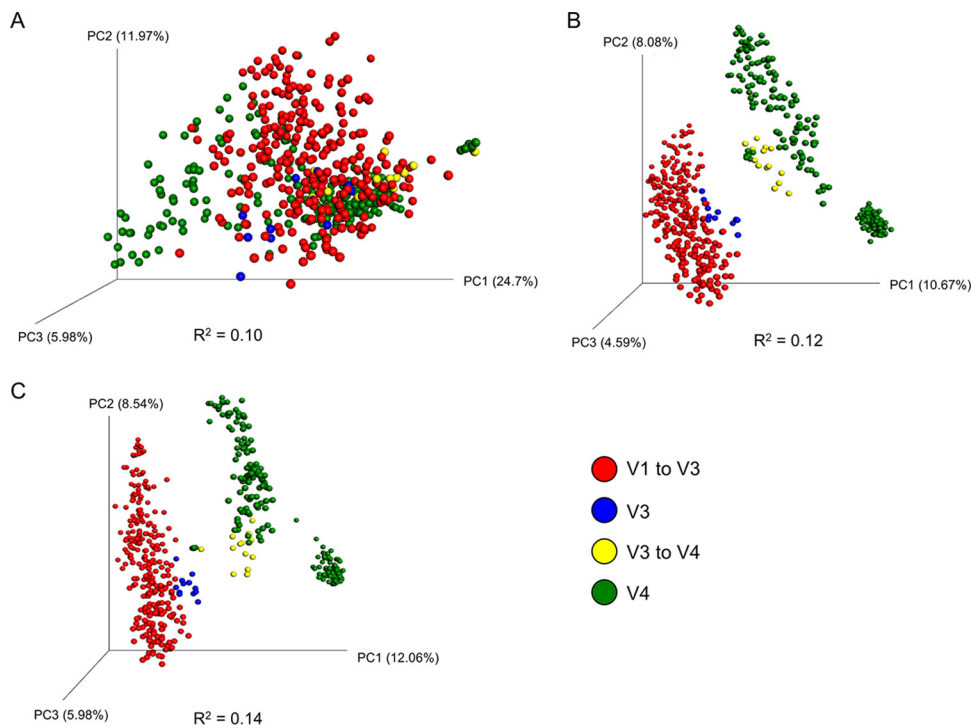 A
PC2 (11.97%)
PC1 (24.7%)
PC3 (5.98%)
R² = 0.10
B
PC2 (8.08%)
PC1 (10.67%)
PC3 (4.59%)
R² = 0.12
C
PC2 (8.54%)
PC1 (12.06%)
PC3 (5.98%)
R² = 0.14
V1 to V3
V3
V3 to V4
V4